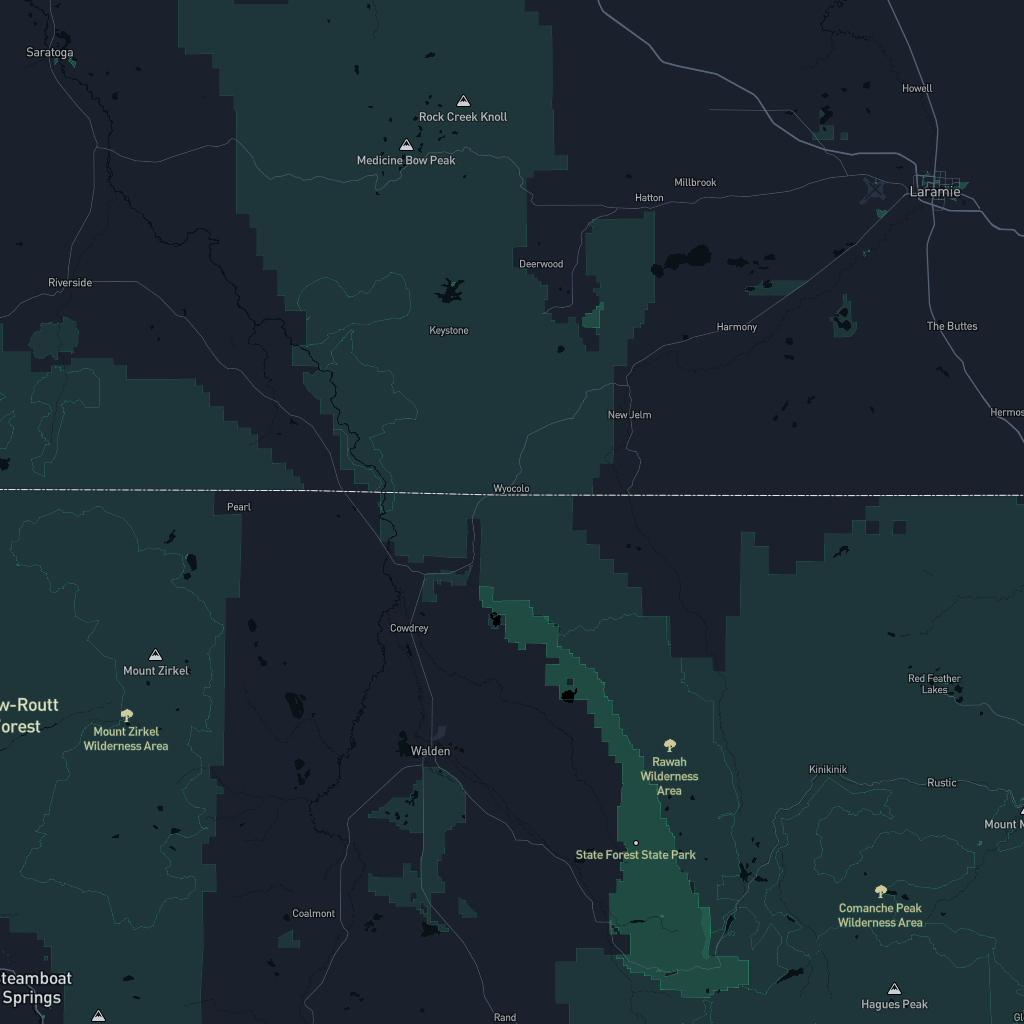 Saratoga
Howell
Rock Creek Knoll
Medicine Bow Peak
Millbrook
Laramie
Hatton
Deerwood
Riverside
Keystone
Harmony
The Buttes
New Jelm
Hermos
Wyocolo
Pearl
Cowdrey
Mount Zirkel
Red Feather
Lakes
w-Routt
orest
Mount Zirkel
Wilderness Area
Walden
Rawah
Wilderness
Area
Kinikinik
Rustic
Mount M
State Forest State Park
Coalmont
Comanche Peak
Wilderness Area
teamboat
Springs
Hagues Peak
Rand
Gl